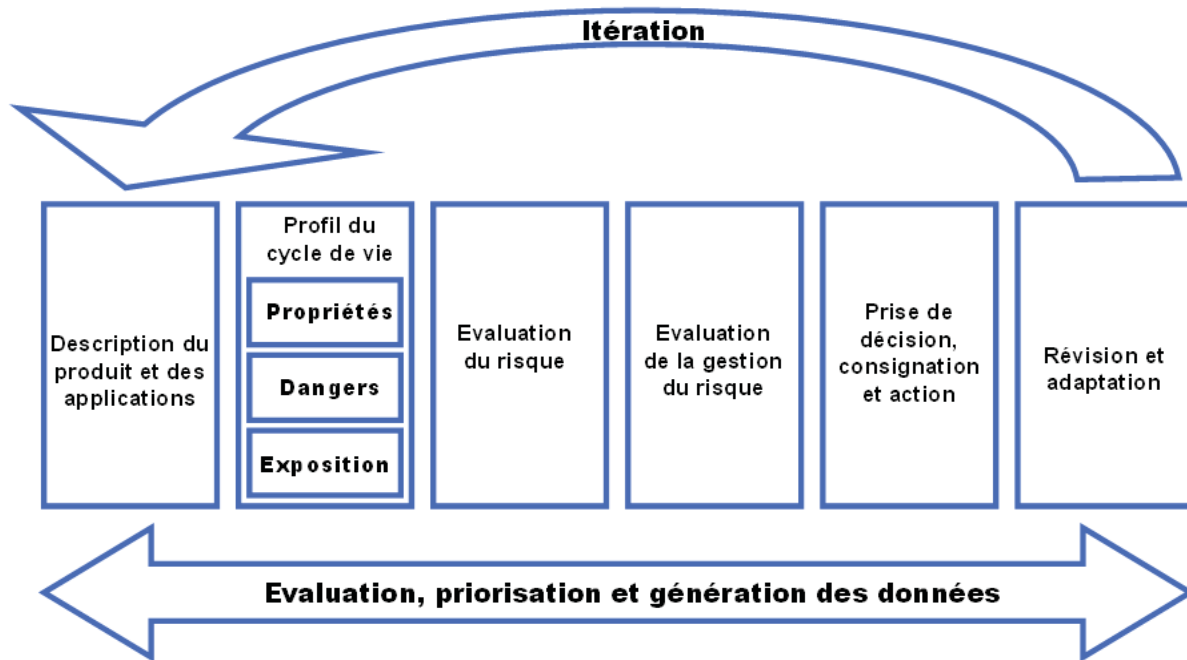 Itération
Description du
produit et des
applications
Profil du
cycle de vie
Propriétés
Dangers
Exposition
Evaluation
du risque
Evaluation
de la gestion
du risque
Prise de
décision,
consignation
et action
Révision et
adaptation
Evaluation, priorisation et génération des données